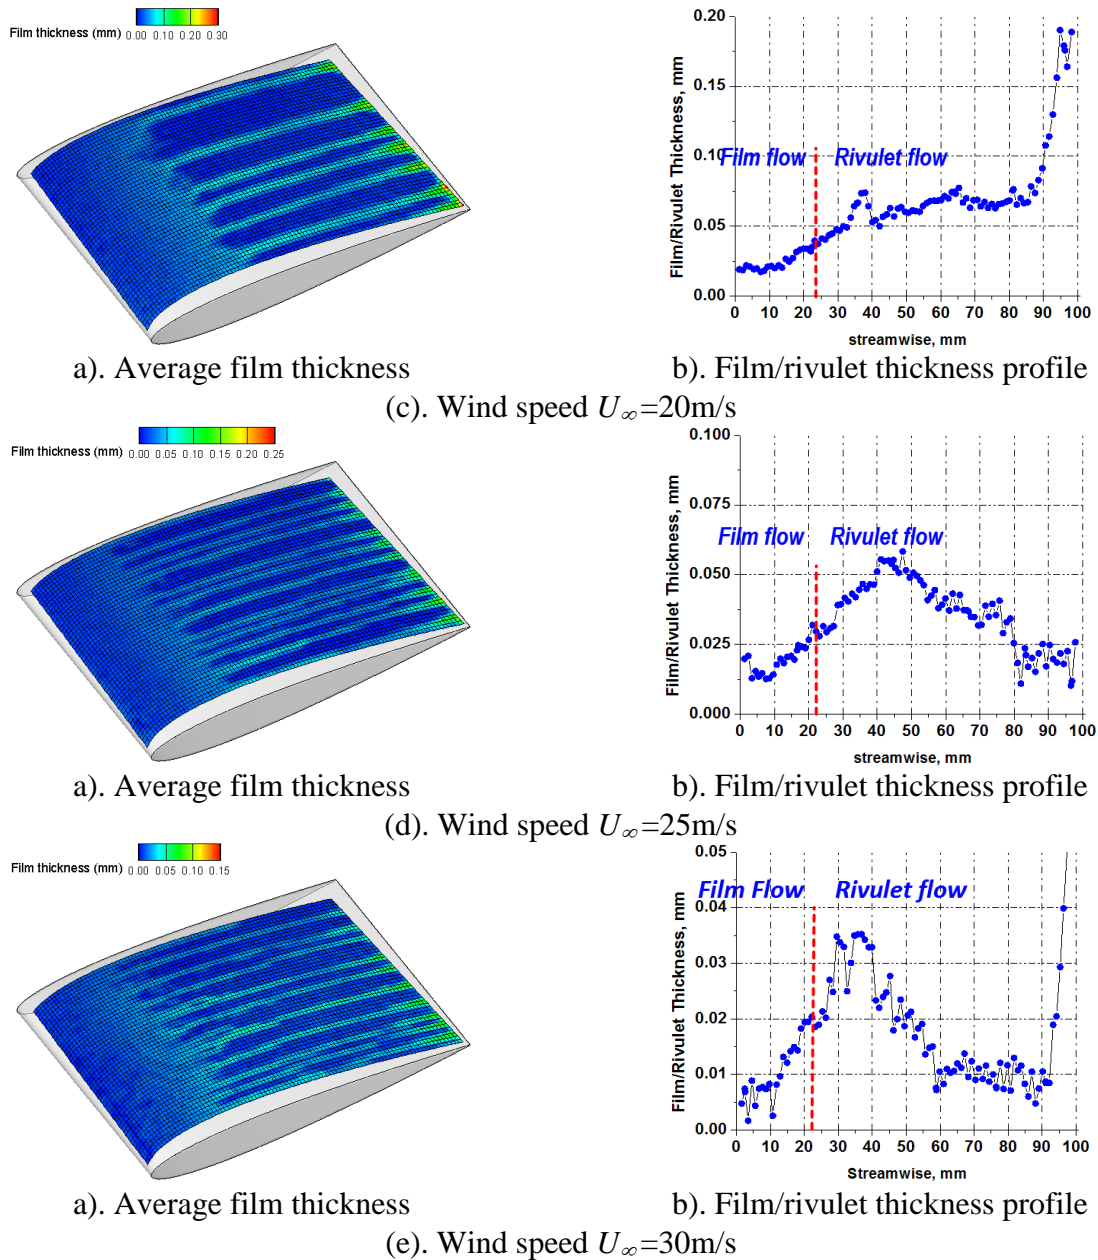 Film thickness (mm) 0.00 0.10 0.20 0.30
0.20
0.15
0.10
0.05
0.00
Film/Rivulet Thickness, mm
Film flow Rivulet flow
0 10 20 30 40 50 60 70 80 90 100
streamwise, mm
a). Average film thickness b). Film/rivulet thickness profile
(c). Wind speed U∞=20m/s
Film thickness (mm) 0.00 0.05 0.10 0.15 0.20 0.25
0.100
0.075
0.050
0.025
0.000
Film/Rivulet Thickness, mm
Film flow Rivulet flow
0 10 20 30 40 50 60 70 80 90 100
streamwise, mm
a). Average film thickness b). Film/rivulet thickness profile
(d). Wind speed U∞=25m/s
Film thickness (mm) 0.00 0.05 0.10 0.15
0.05
0.04
0.03
0.02
0.01
0.00
Film/Rivulet Thickness, mm
Film Flow Rivulet flow
0 10 20 30 40 50 60 70 80 90 100
Streamwise, mm
a). Average film thickness b). Film/rivulet thickness profile
(e). Wind speed U∞=30m/s